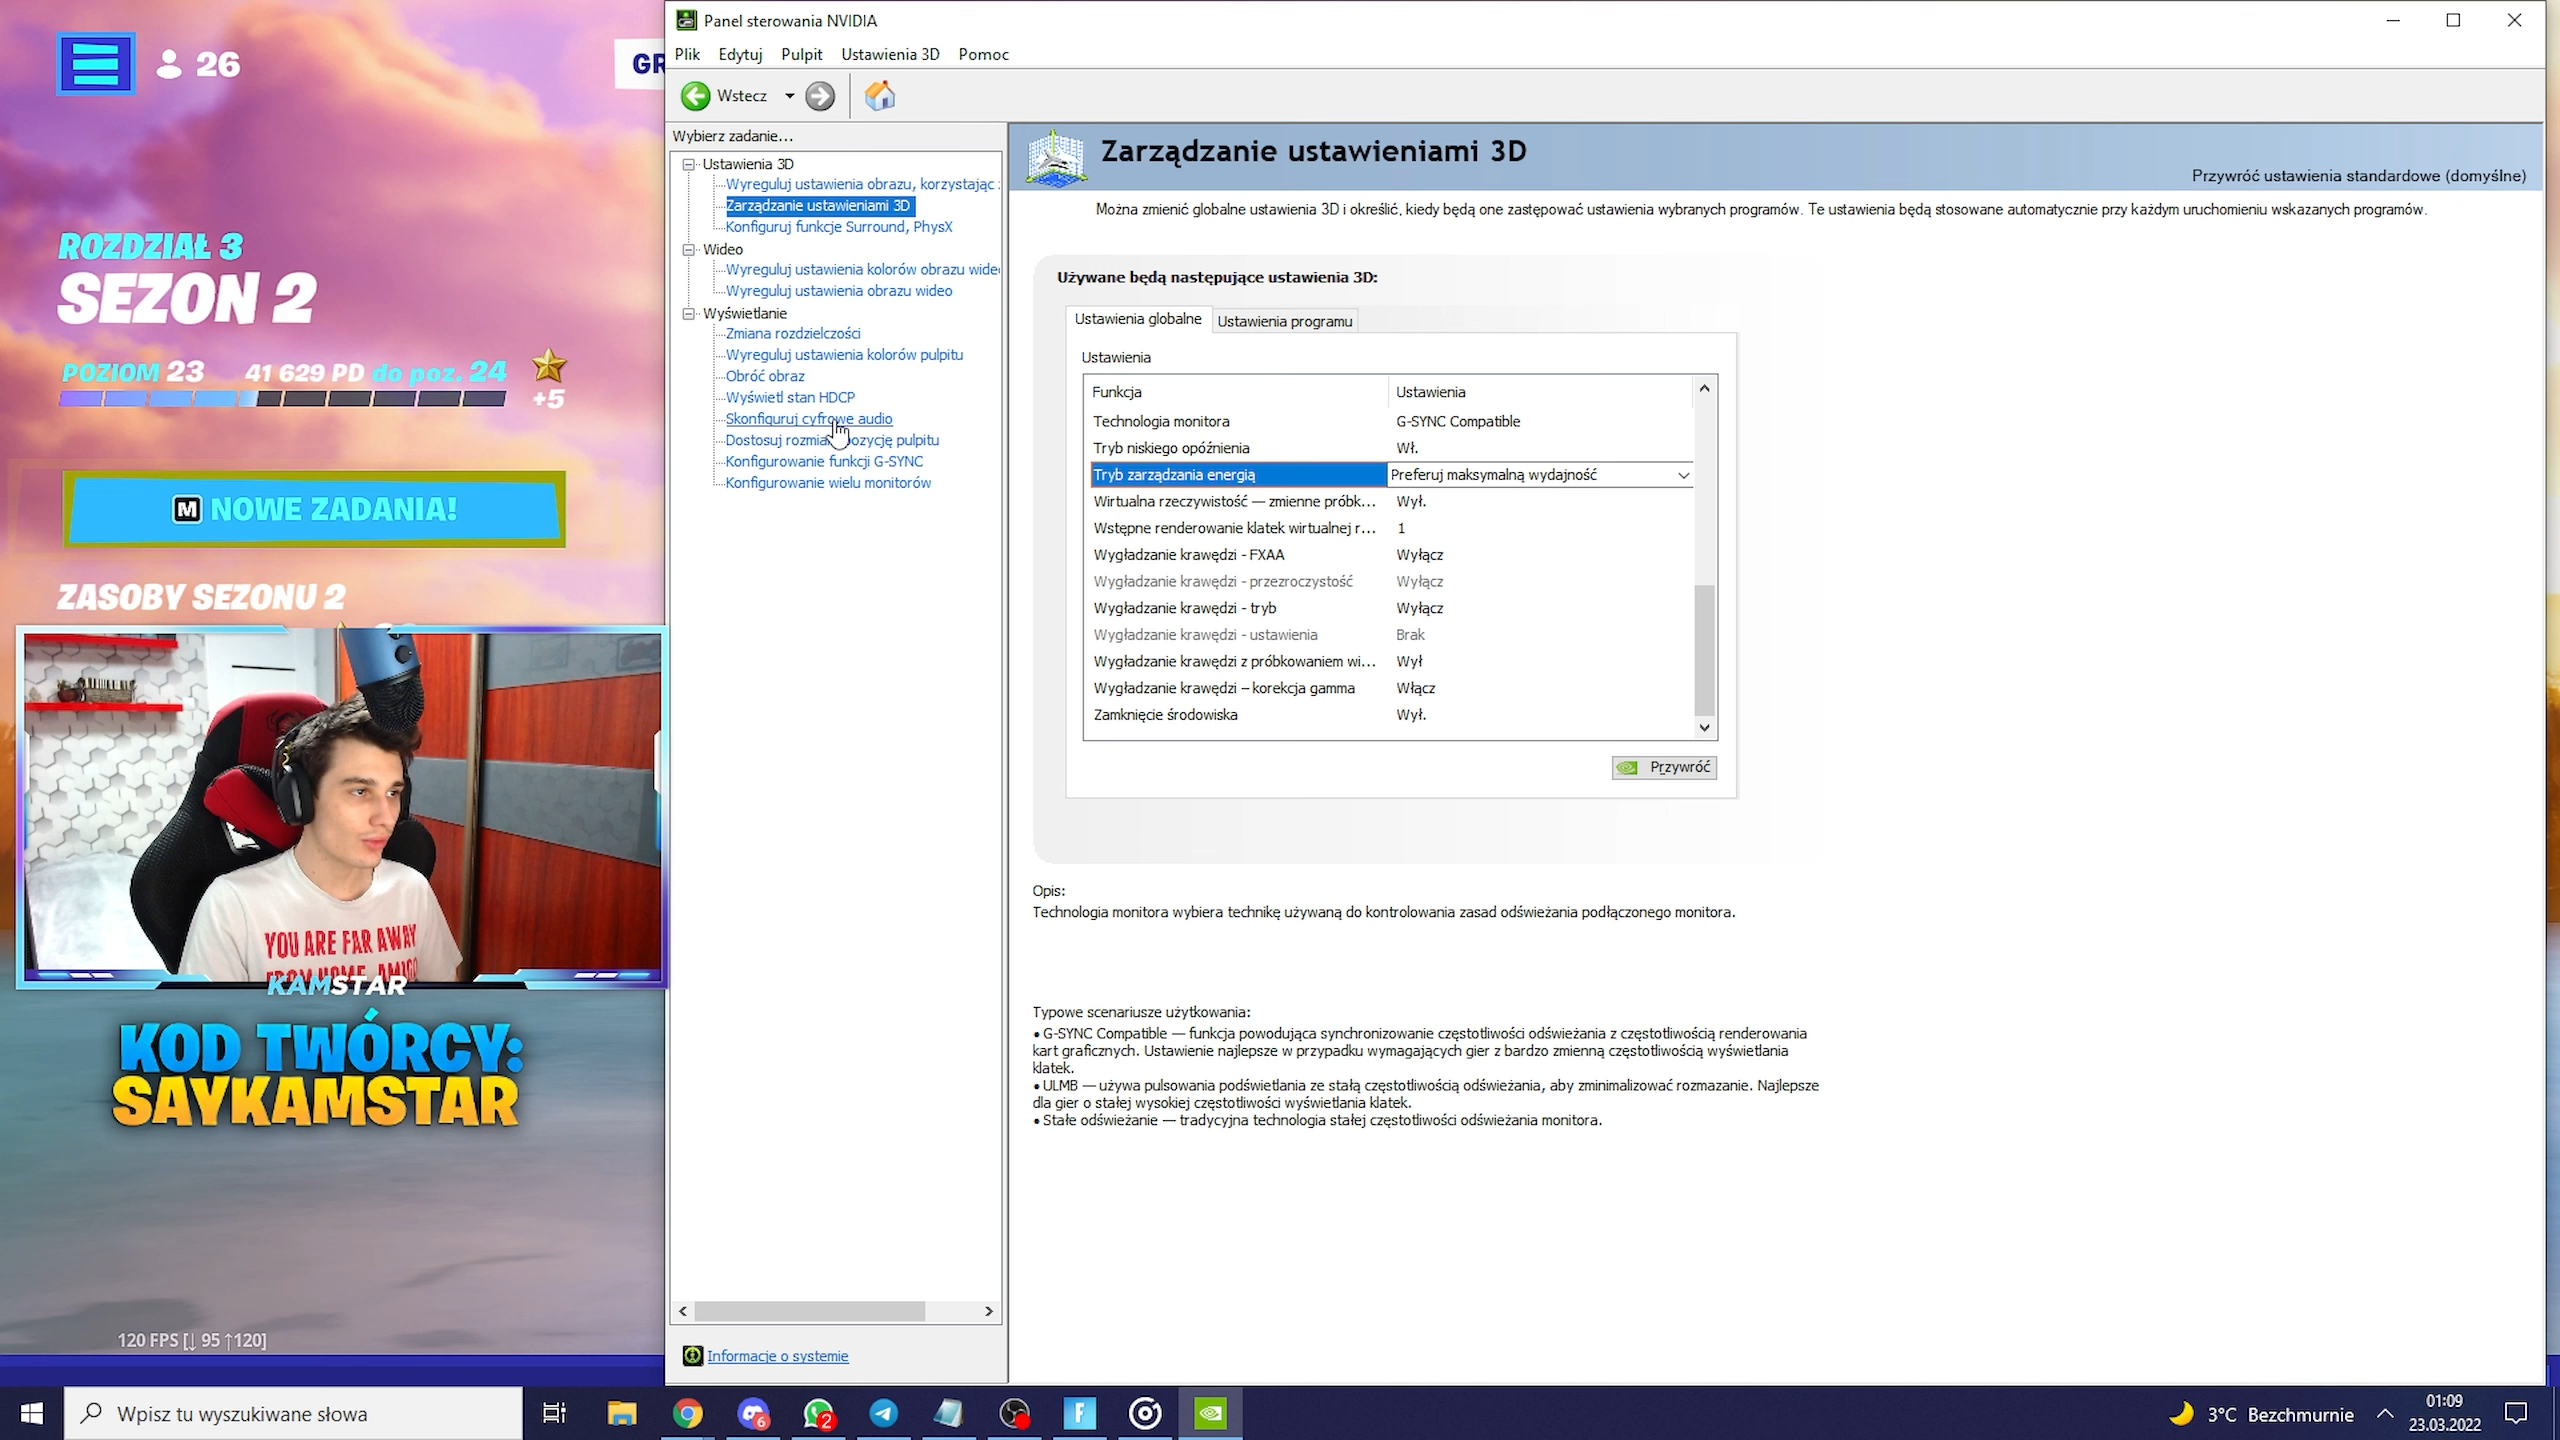 26
GR
ROZDZIAŁ 3
SEZON 2
POZIOM 23 41 629 PD do poz. 24
+5
M NOWE ZADANIA!
ZASOBY SEZONU 2
YOU ARE FAR AWAY
FROM HOME, AMIGO
KAMSTAR
KOD TWÓRCY:
SAYKAMSTAR
120 FPS [↓ 95 ↑120]
Panel sterowania NVIDIA
Plik Edytuj Pulpit Ustawienia 3D Pomoc
Wstecz
Wybierz zadanie...
Ustawienia 3D
Wyreguluj ustawienia obrazu, korzystając
Zarządzanie ustawieniami 3D
Konfiguruj funkcje Surround, PhysX
Wideo
Wyreguluj ustawienia kolorów obrazu wide
Wyreguluj ustawienia obrazu wideo
Wyświetlanie
Zmiana rozdzielczości
Wyreguluj ustawienia kolorów pulpitu
Obróć obraz
Wyświetl stan HDCP
Skonfiguruj cyfrowe audio
Dostosuj rozmia pozycję pulpitu
Konfigurowanie funkcji G-SYNC
Konfigurowanie wielu monitorów
Informacje o systemie
Zarządzanie ustawieniami 3D
Przywróć ustawienia standardowe (domyślne)
Można zmienić globalne ustawienia 3D i określić, kiedy będą one zastępować ustawienia wybranych programów. Te ustawienia będą stosowane automatycznie przy każdym uruchomieniu wskazanych programów.
Używane będą następujące ustawienia 3D:
Ustawienia globalne Ustawienia programu
Ustawienia
Funkcja Ustawienia
Technologia monitora G-SYNC Compatible
Tryb niskiego opóźnienia Wł.
Tryb zarządzania energią Preferuj maksymalną wydajność
Wirtualna rzeczywistość — zmienne próbk... Wył.
Wstępne renderowanie klatek wirtualnej r... 1
Wygładzanie krawędzi - FXAA Wyłącz
Wygładzanie krawędzi - przezroczystość Wyłącz
Wygładzanie krawędzi - tryb Wyłącz
Wygładzanie krawędzi - ustawienia Brak
Wygładzanie krawędzi z próbkowaniem wi... Wył
Wygładzanie krawędzi – korekcja gamma Włącz
Zamknięcie środowiska Wył.
Przywróć
Opis:
Technologia monitora wybiera technikę używaną do kontrolowania zasad odświeżania podłączonego monitora.
Typowe scenariusze użytkowania:
• G-SYNC Compatible — funkcja powodująca synchronizowanie częstotliwości odświeżania z częstotliwością renderowania
kart graficznych. Ustawienie najlepsze w przypadku wymagających gier z bardzo zmienną częstotliwością wyświetlania
klatek.
• ULMB — używa pulsowania podświetlania ze stałą częstotliwością odświeżania, aby zminimalizować rozmazanie. Najlepsze
dla gier o stałej wysokiej częstotliwości wyświetlania klatek.
• Stałe odświeżanie — tradycyjna technologia stałej częstotliwości odświeżania monitora.
Wpisz tu wyszukiwane słowa
6
2
F
3°C Bezchmurnie
01:09
23.03.2022